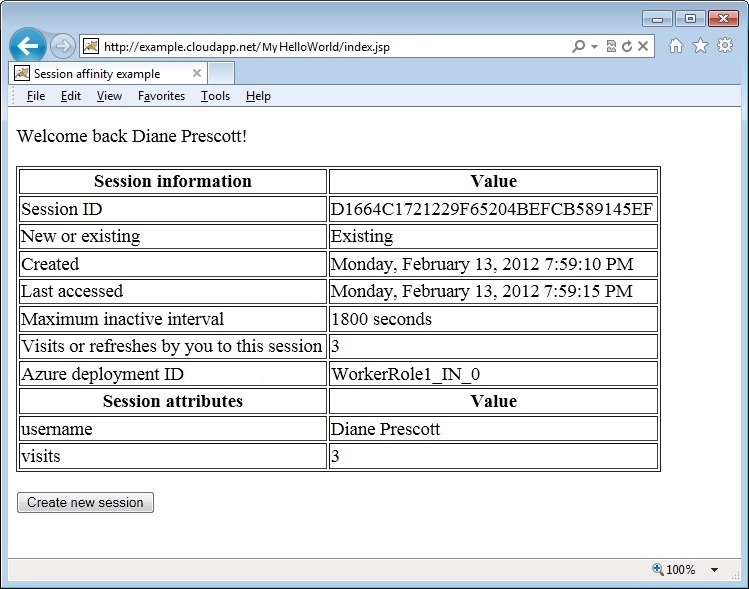 http://example.cloudapp.net/MyHelloWorld/index.jsp
Session affinity example
File Edit View Favorites Tools Help
Welcome back Diane Prescott!
Session information Value
Session ID D1664C1721229F65204BEFCB589145EF
New or existing Existing
Created Monday, February 13, 2012 7:59:10 PM
Last accessed Monday, February 13, 2012 7:59:15 PM
Maximum inactive interval 1800 seconds
Visits or refreshes by you to this session 3
Azure deployment ID WorkerRole1_IN_0
Session attributes Value
username Diane Prescott
visits 3
Create new session
100%